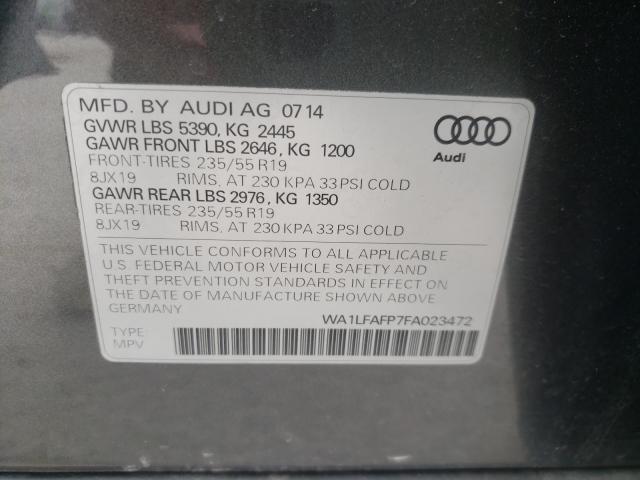 MFD. BY AUDI AG 07 14
GVWR LBS 5390, KG 2445
GAWR FRONT LBS 2646, KG 1200
FRONT-TIRES 235/55 R19
8JX19 RIMS, AT 230 KPA 33 PSI COLD
GAWR REAR LBS 2976, KG 1350
REAR-TIRES 235/55 R19
8JX19 RIMS, AT 230 KPA 33 PSI COLD
Audi
THIS VEHICLE CONFORMS TO ALL APPLICABLE
U.S. FEDERAL MOTOR VEHICLE SAFETY AND
THEFT PREVENTION STANDARDS IN EFFECT ON
THE DATE OF MANUFACTURE SHOWN ABOVE
GERMANY
WA1LFAFP7FA023472
TYPE:
MPV